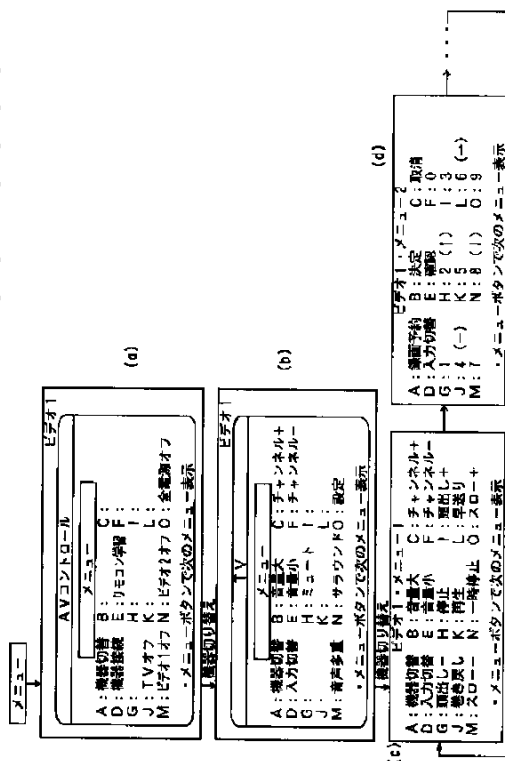 メニュー
ビデオ1
AVコントロール
メニュー
A:機器切替 B: C:
D:機器接続 E:リモコン学習 F:
G: H: I:
J:TVオフ K: L:
M:ビデオ1オフ N:ビデオ2オフ O:全電源オフ
・メニューボタンで次のメニュー表示
(a)
機器切り替え
ビデオ1
TV
メニュー
A:機器切替 B:音量大 C:チャンネル+
D:入力切替 E:音量小 F:チャンネル-
G: H:ミュート I:
J: K: L:
M:音声多重 N:サラウンド O:設定
・メニューボタンで次のメニュー表示
(b)
機器切り替え
(c)
ビデオ1・メニュー1
A:機器切替 B:音量大 C:チャンネル+
D:入力切替 E:音量小 F:チャンネル-
G:頭出し- H:停止 I:頭出し+
J:巻き戻し K:再生 L:早送り
M:スロー- N:一時停止 O:スロー+
・メニューボタンで次のメニュー表示
(d)
ビデオ1・メニュー2
A:録画予約 B:決定 C:取消
D:入力切替 E:確認 F:0
G:1 H:2 (↑) I:3
J:4 (←) K:5 L:6 (→)
M:7 N:8 (↓) O:9
・メニューボタンで次のメニュー表示